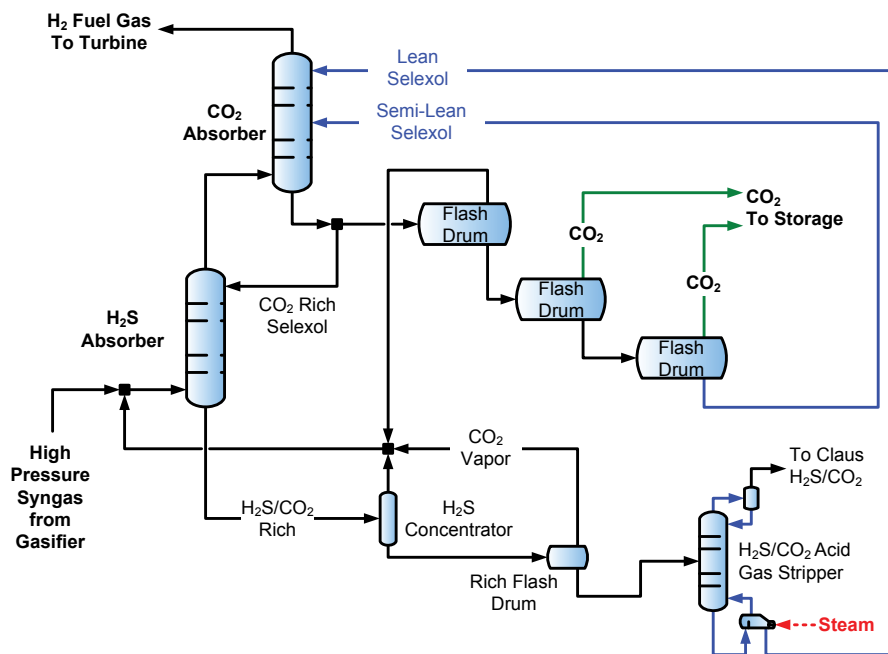 H₂ Fuel Gas
To Turbine
Lean
Selexol
CO₂
Absorber
Semi-Lean
Selexol
Flash
Drum
CO₂
CO₂
To Storage
Flash
Drum
CO₂
CO₂ Rich
Selexol
H₂S
Absorber
Flash
Drum
High
Pressure
Syngas
from
Gasifier
CO₂
Vapor
To Claus
H₂S/CO₂
H₂S/CO₂
Rich
H₂S
Concentrator
H₂S/CO₂ Acid
Gas Stripper
Rich Flash
Drum
Steam